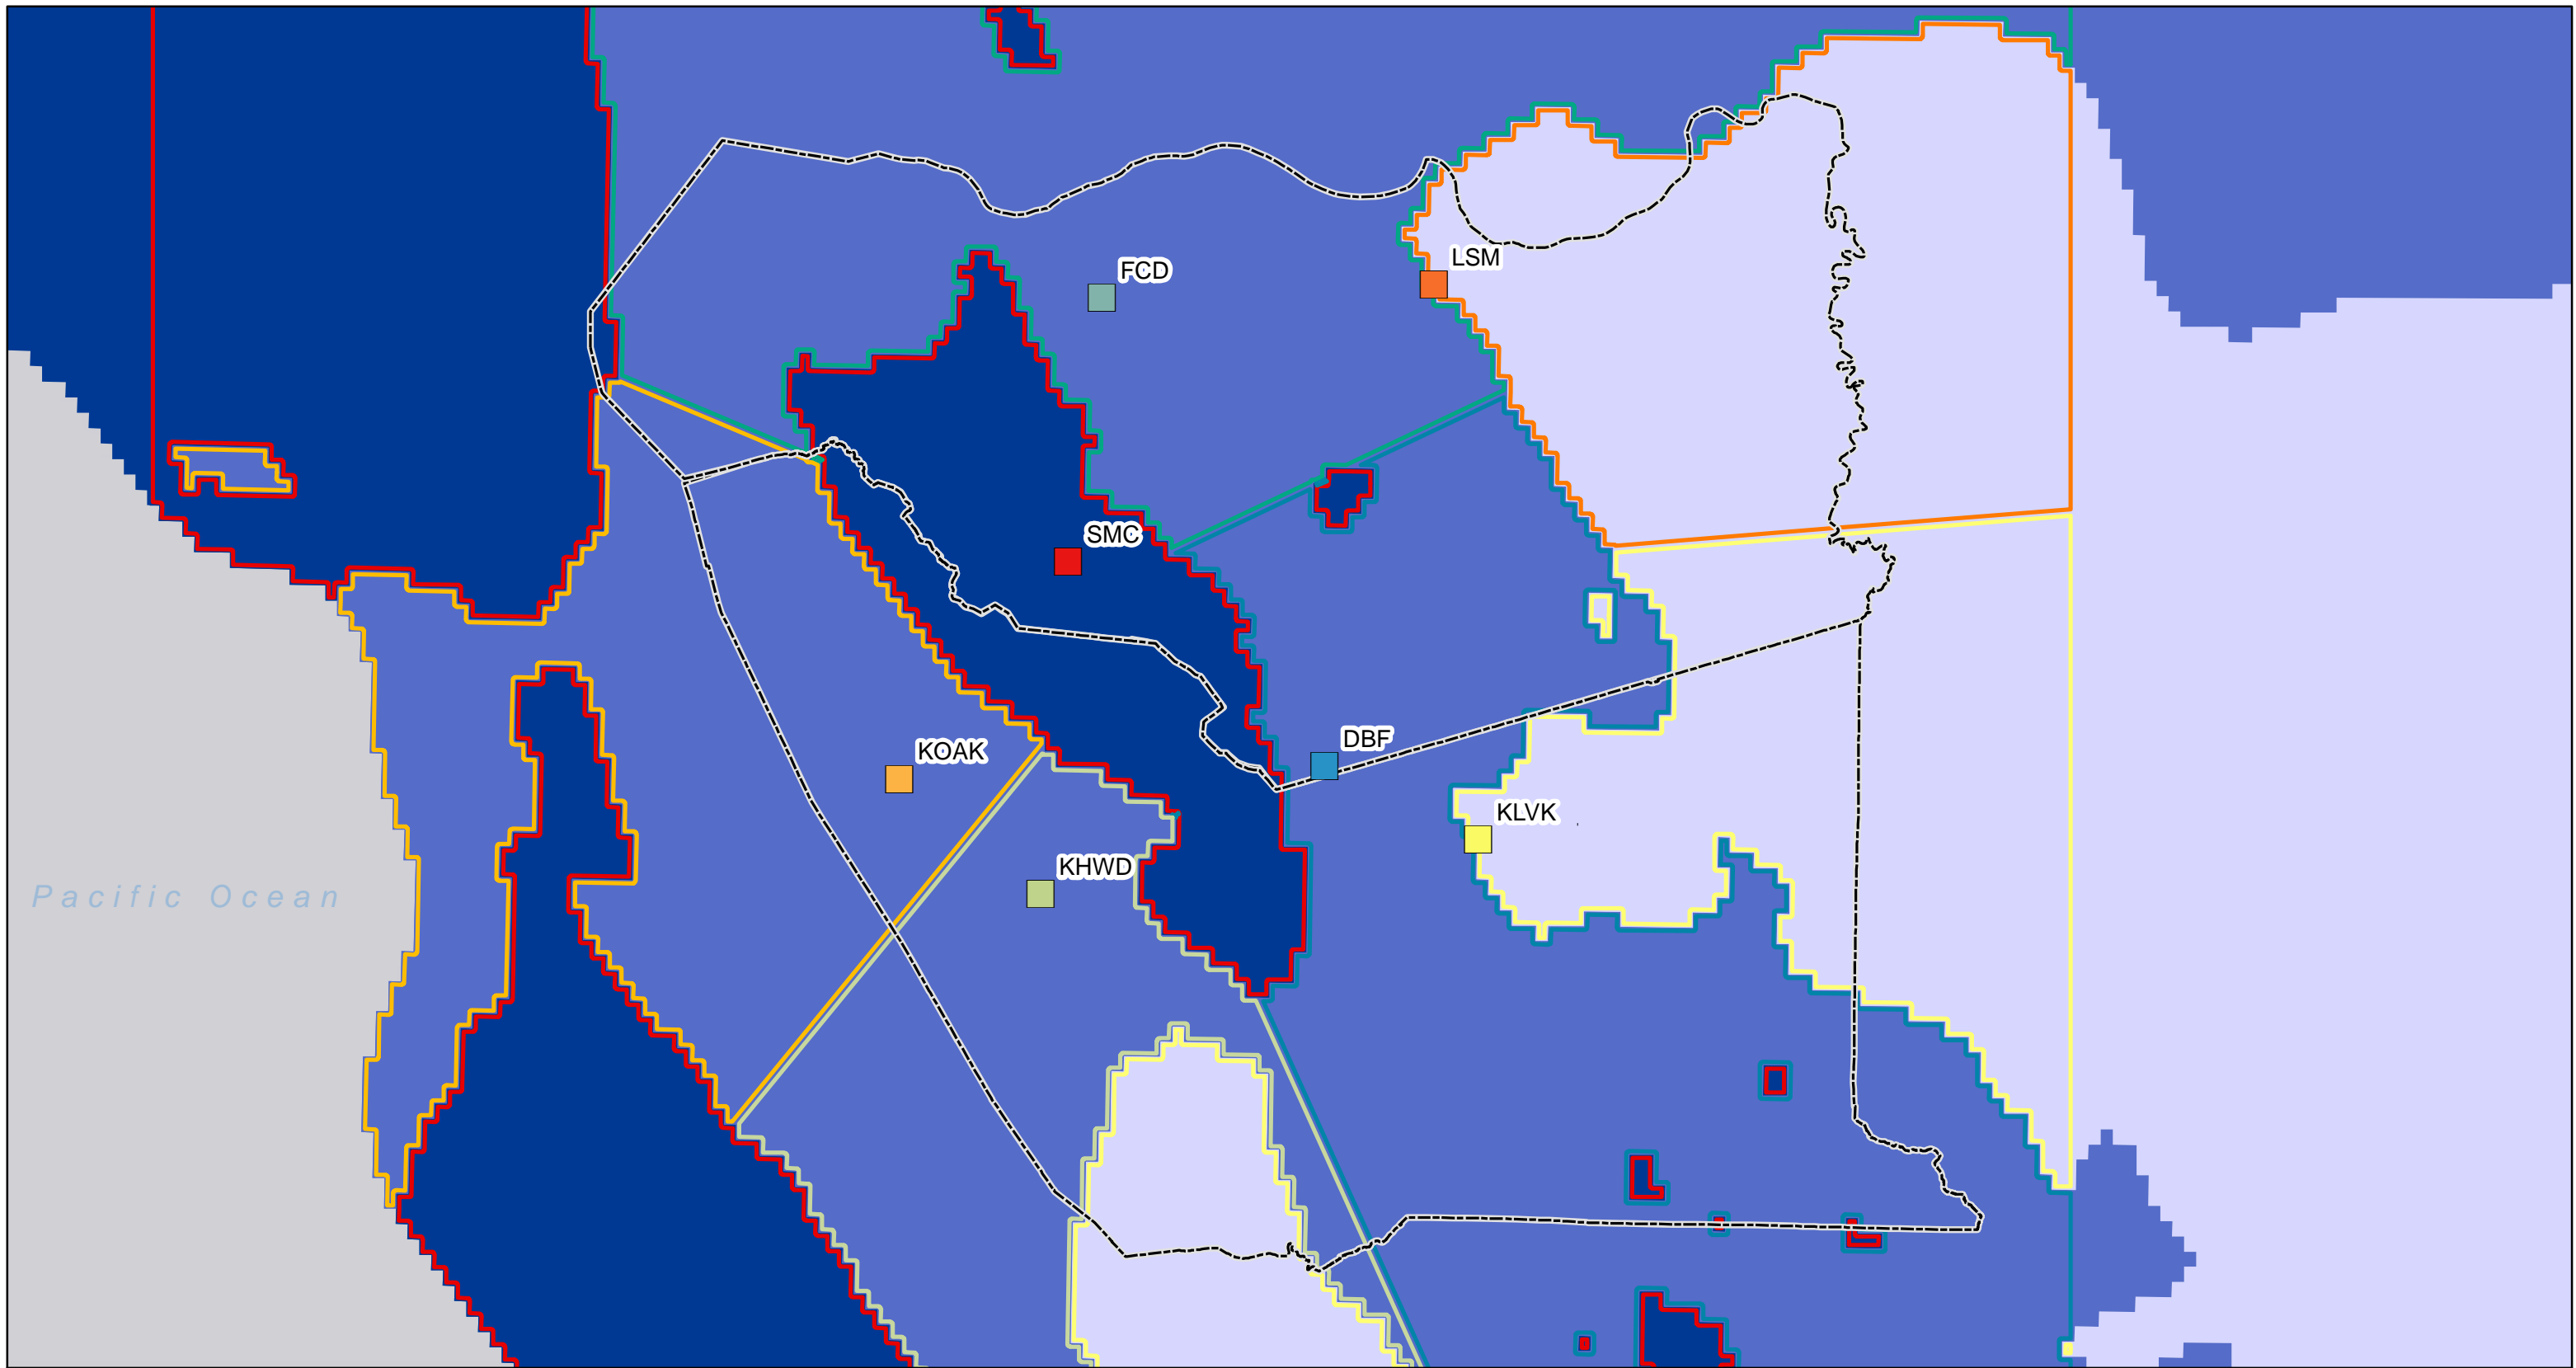 LSM
FCD
SMC
DBF
KOAK
KLVK
KHWD
Pacific Ocean